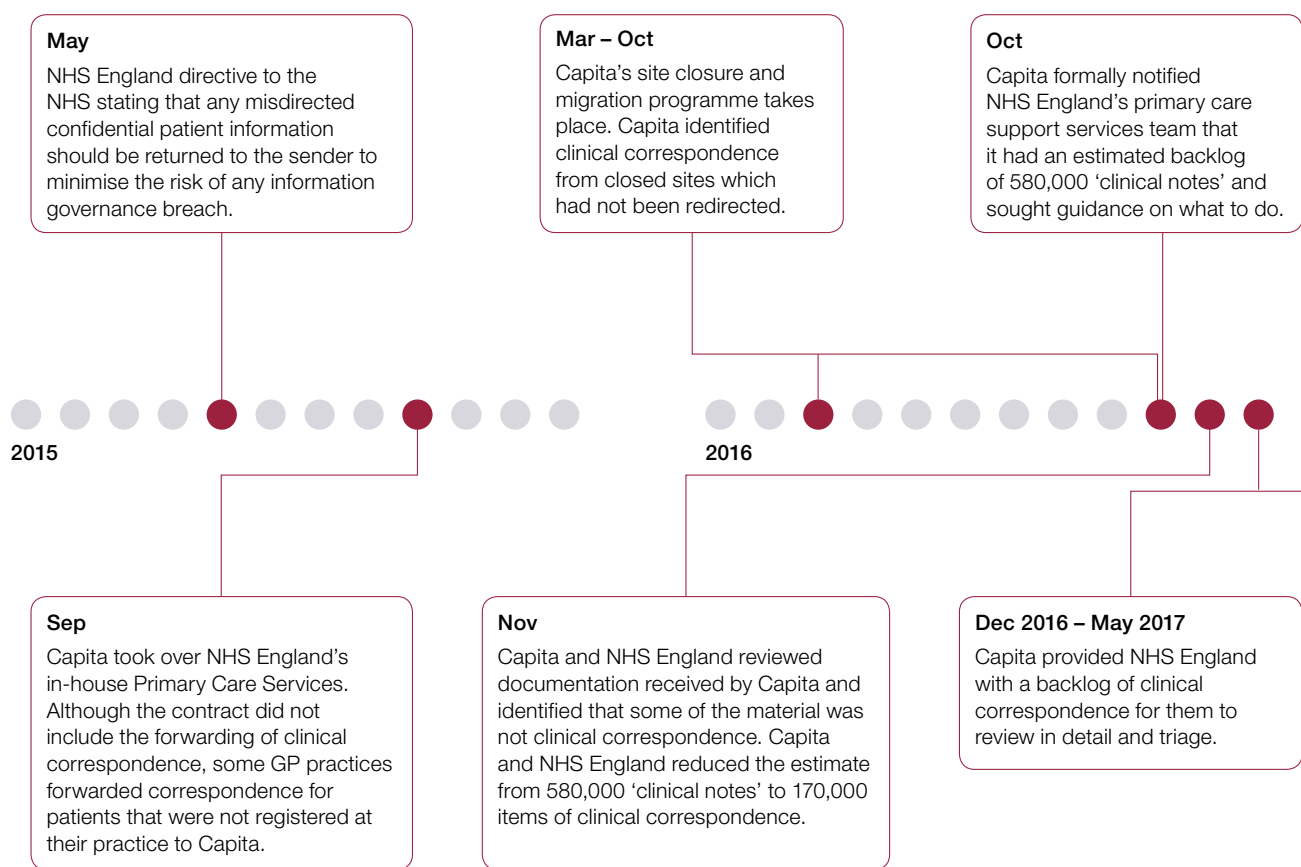 May
NHS England directive to the
NHS stating that any misdirected
confidential patient information
should be returned to the sender to
minimise the risk of any information
governance breach.
Mar – Oct
Capita’s site closure and
migration programme takes
place. Capita identified
clinical correspondence
from closed sites which
had not been redirected.
Oct
Capita formally notified
NHS England’s primary care
support services team that
it had an estimated backlog
of 580,000 ‘clinical notes’ and
sought guidance on what to do.
2015
2016
Sep
Capita took over NHS England’s
in-house Primary Care Services.
Although the contract did not
include the forwarding of clinical
correspondence, some GP practices
forwarded correspondence for
patients that were not registered at
their practice to Capita.
Nov
Capita and NHS England reviewed
documentation received by Capita and
identified that some of the material was
not clinical correspondence. Capita
and NHS England reduced the estimate
from 580,000 ‘clinical notes’ to 170,000
items of clinical correspondence.
Dec 2016 – May 2017
Capita provided NHS England
with a backlog of clinical
correspondence for them to
review in detail and triage.